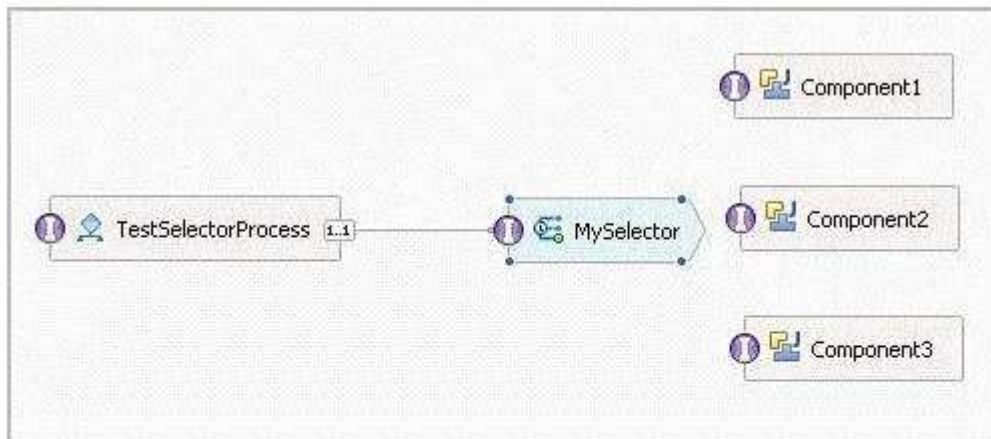 Component1
TestSelectorProcess 1..1
MySelector
Component2
Component3